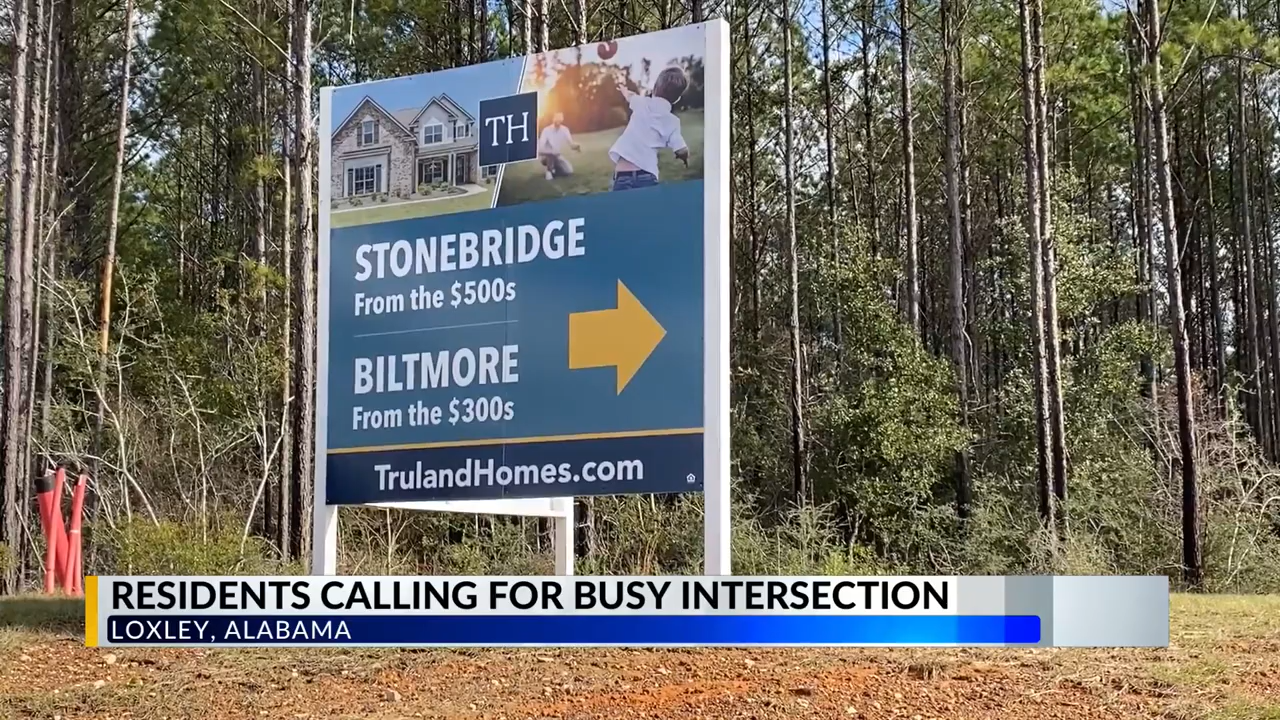 TH
STONEBRIDGE
From the $500s
BILTMORE
From the $300s
TrulandHomes.com
RESIDENTS CALLING FOR BUSY INTERSECTION
LOXLEY, ALABAMA